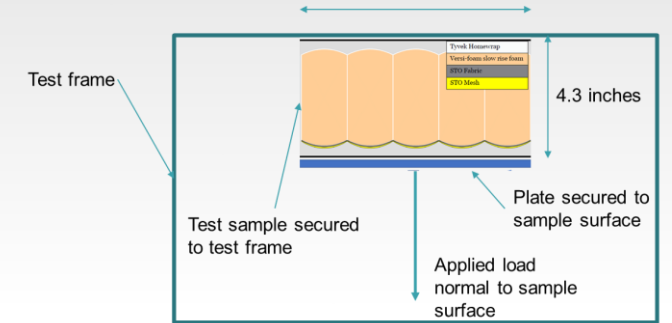 Tyvek Homewrap
Versi-foam slow rise foam
STO Fabric
STO Mesh
Test frame
4.3 inches
Test sample secured
to test frame
Plate secured to
sample surface
Applied load
normal to sample
surface